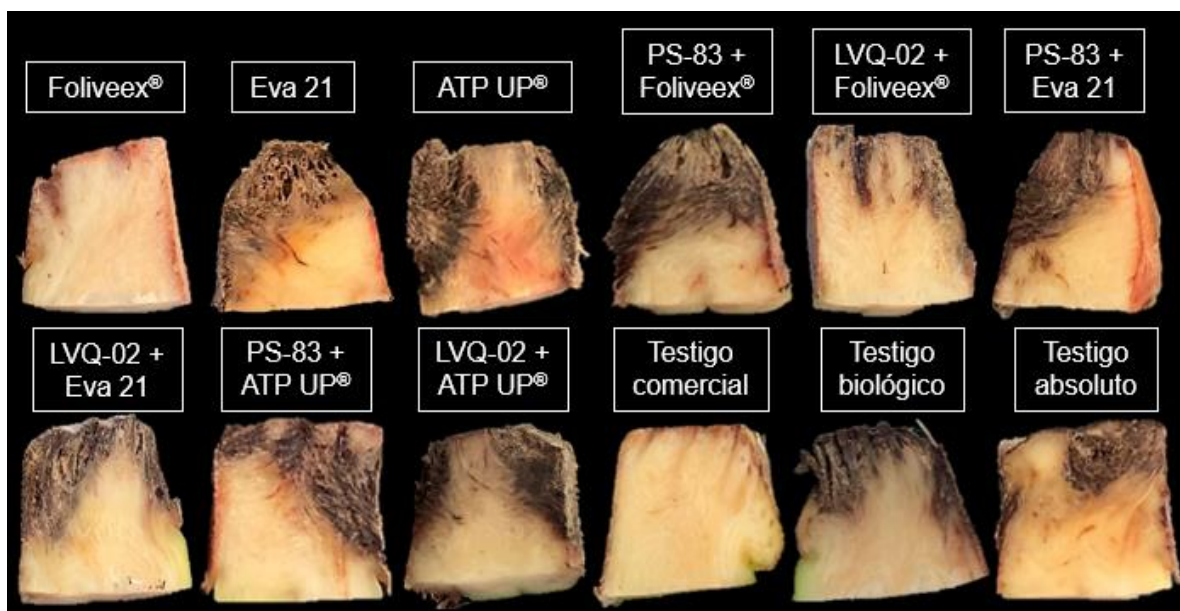 Foliveex®
Eva 21
ATP UP®
PS-83 +
Foliveex®
LVQ-02 +
Foliveex®
PS-83 +
Eva 21
LVQ-02 +
Eva 21
PS-83 +
ATP UP®
LVQ-02 +
ATP UP®
Testigo
comercial
Testigo
biológico
Testigo
absoluto